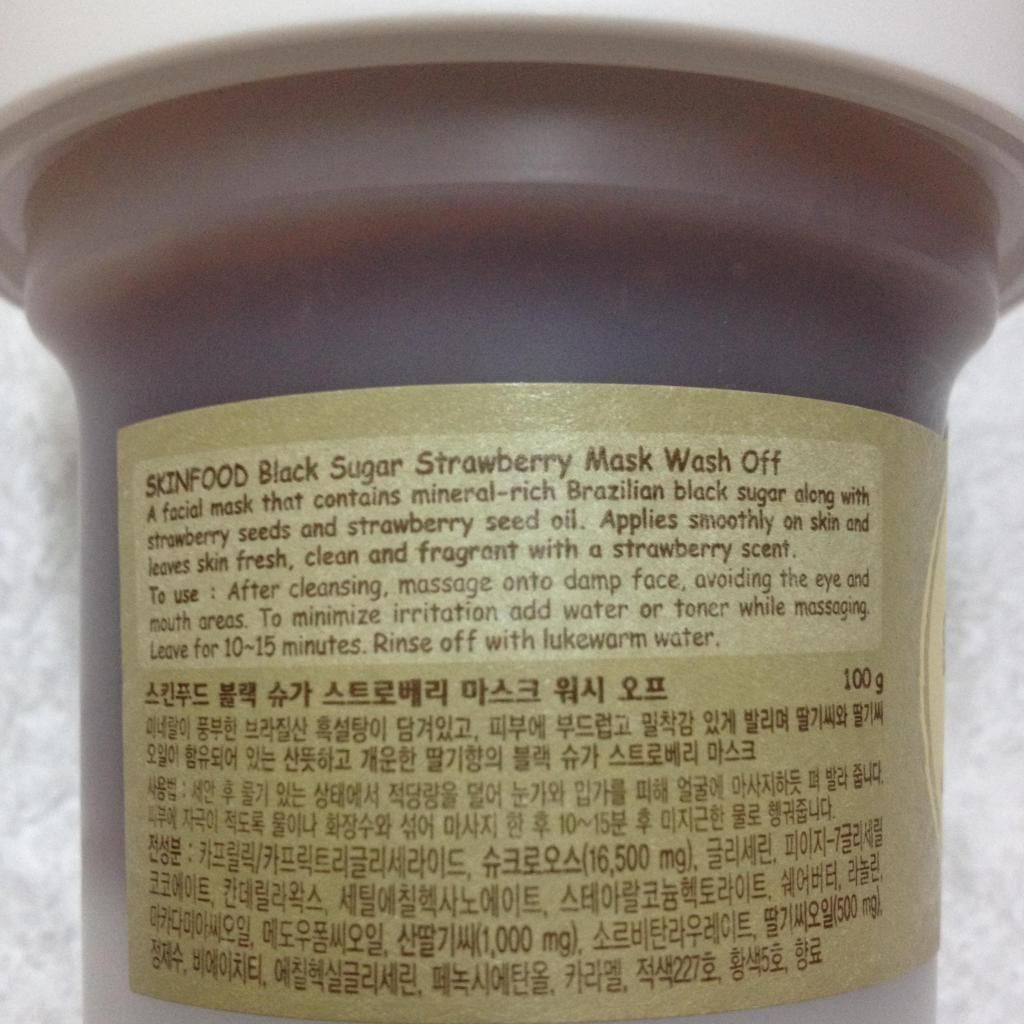 SKINFOOD Black Sugar Strawberry Mask Wash Off
A facial mask that contains mineral-rich Brazilian black sugar along with
strawberry seeds and strawberry seed oil. Applies smoothly on skin and
leaves skin fresh, clean and fragrant with a strawberry scent.
To use : After cleansing, massage onto damp face, avoiding the eye and
mouth areas. To minimize irritation add water or toner while massaging.
Leave for 10~15 minutes. Rinse off with lukewarm water.
스킨푸드 블랙 슈가 스트로베리 마스크 워시 오프 100 g
미네랄이 풍부한 브라질산 흑설탕이 담겨있고, 피부에 부드럽고 밀착감 있게 발리며 딸기씨와 딸기씨
오일이 함유되어 있는 산뜻하고 개운한 딸기향의 블랙 슈가 스트로베리 마스크
사용법 : 세안 후 물기 있는 상태에서 적당량을 덜어 눈가와 입가를 피해 얼굴에 마사지하듯 펴 발라 줍니다.
피부에 자극이 적도록 물이나 화장수와 섞어 마사지 한 후 10~15분 후 미지근한 물로 헹궈줍니다.
전성분 : 카프릴릭/카프릭트리글리세라이드, 슈크로오스(16,500 mg), 글리세린, 피이지-7글리세릴
코코에이트, 칸데릴라왁스, 세틸에칠헥사노에이트, 스테아랄코늄헥토라이트, 쉐어버터, 라놀린,
마카다미아씨오일, 메도우폼씨오일, 산딸기씨(1,000 mg), 소르비탄라우레이트, 딸기씨오일(500 mg),
정제수, 비에이치티, 에칠헥실글리세린, 페녹시에탄올, 카라멜, 적색227호, 황색5호, 향료